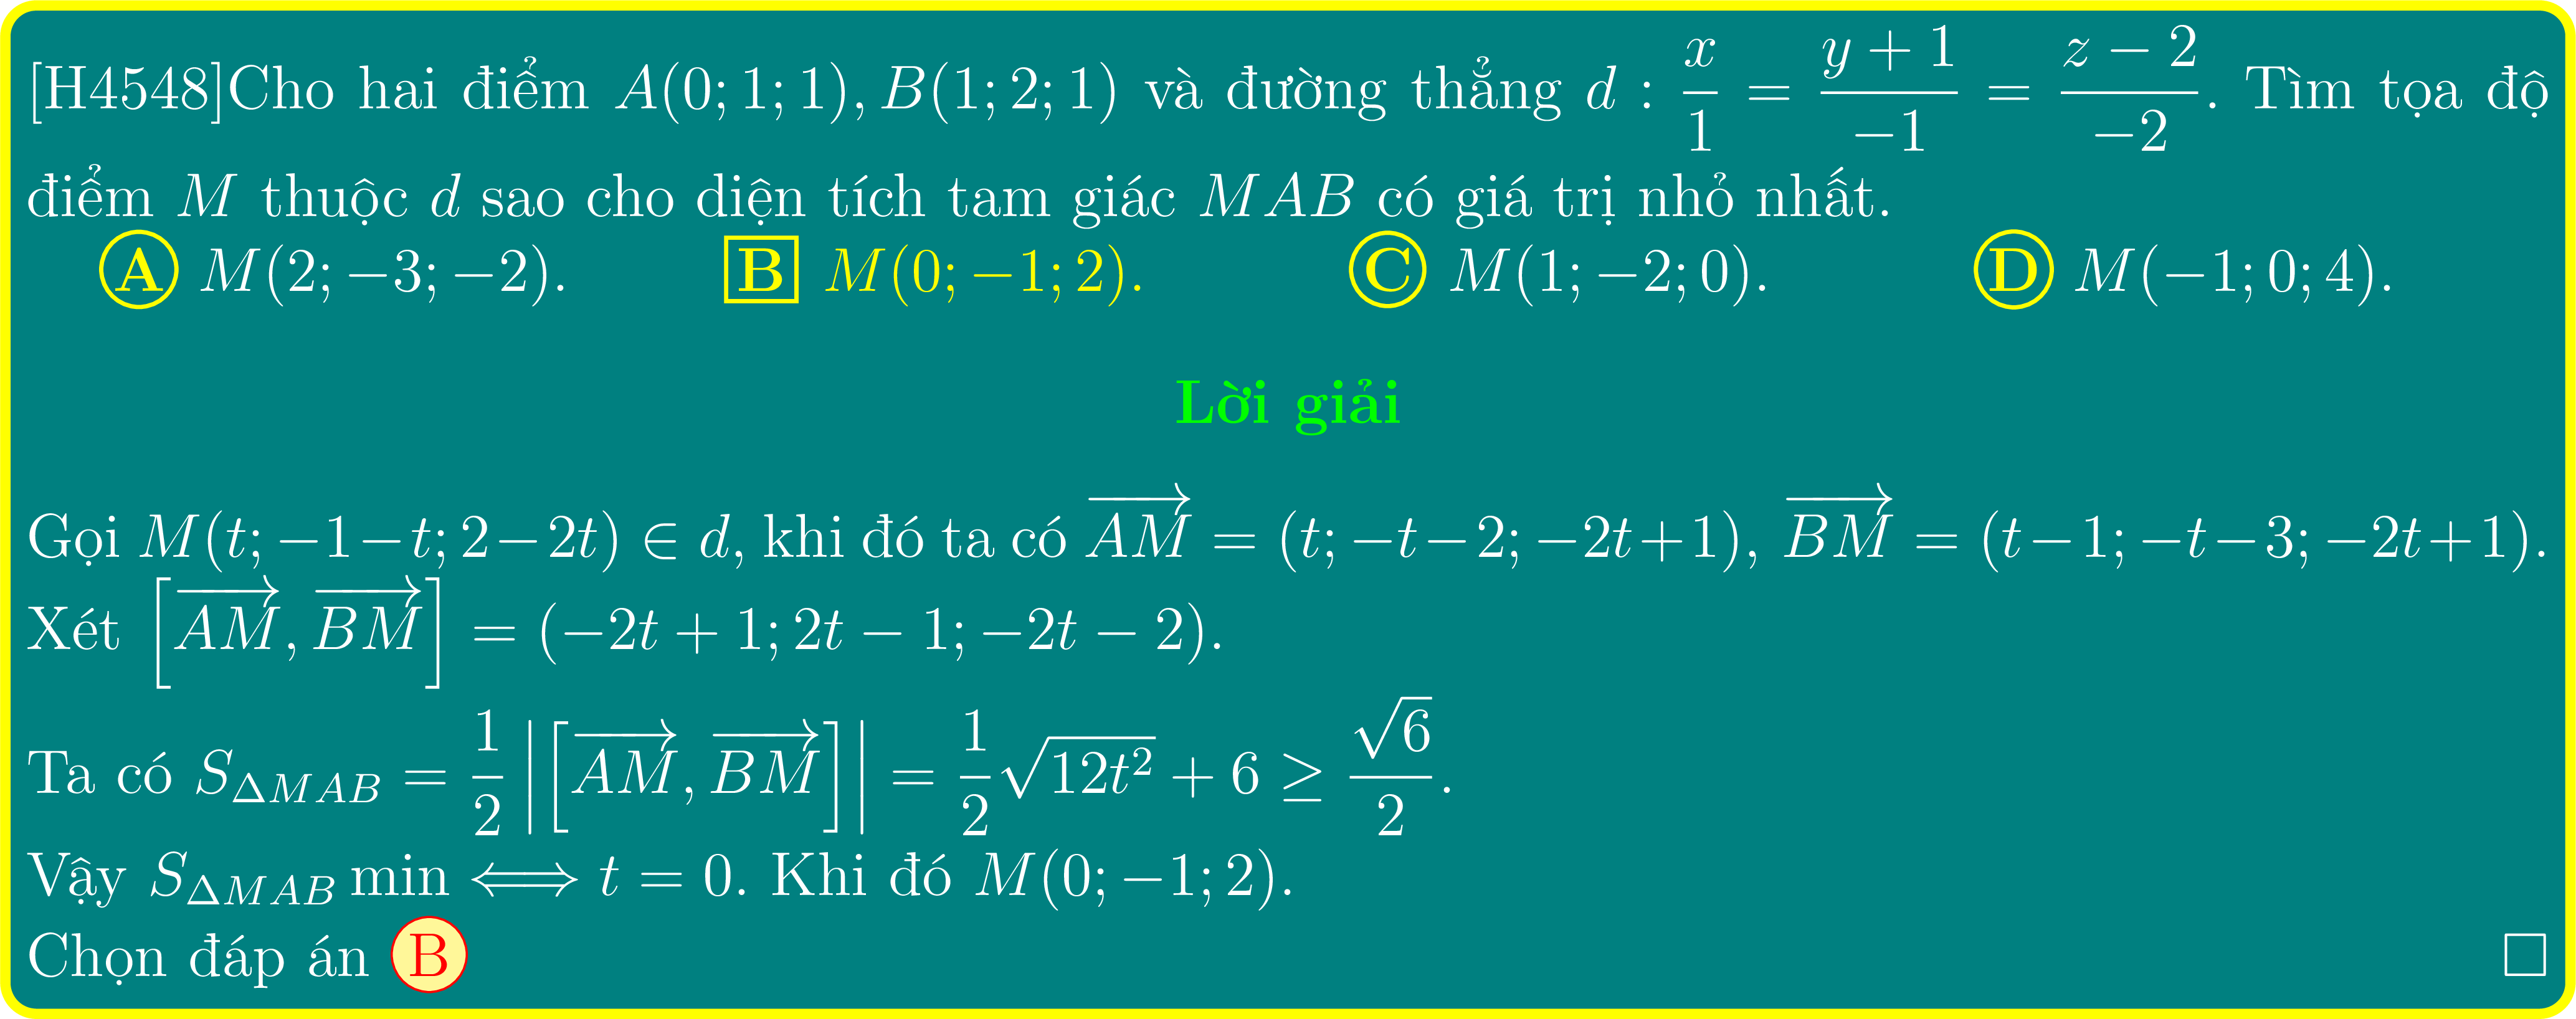 [H4548]Cho hai điểm $A(0; 1; 1), B(1; 2; 1)$ và đường thẳng $d : \dfrac{x}{1} = \dfrac{y+1}{-1} = \dfrac{z-2}{-2}$. Tìm tọa độ
điểm $M$ thuộc $d$ sao cho diện tích tam giác $MAB$ có giá trị nhỏ nhất.
A $M(2; -3; -2)$. B $M(0; -1; 2)$. C $M(1; -2; 0)$. D $M(-1; 0; 4)$.
Lời giải
Gọi $M(t; -1-t; 2-2t) \in d$, khi đó ta có $\overrightarrow{AM} = (t; -t-2; -2t+1)$, $\overrightarrow{BM} = (t-1; -t-3; -2t+1)$.
Xét $\left[\overrightarrow{AM}, \overrightarrow{BM}\right] = (-2t+1; 2t-1; -2t-2)$.
Ta có $S_{\Delta MAB} = \dfrac{1}{2}\left|\left[\overrightarrow{AM}, \overrightarrow{BM}\right]\right| = \dfrac{1}{2}\sqrt{12t^2} + 6 \geq \dfrac{\sqrt{6}}{2}$.
Vậy $S_{\Delta MAB} \min \Longleftrightarrow t = 0$. Khi đó $M(0; -1; 2)$.
Chọn đáp án B □